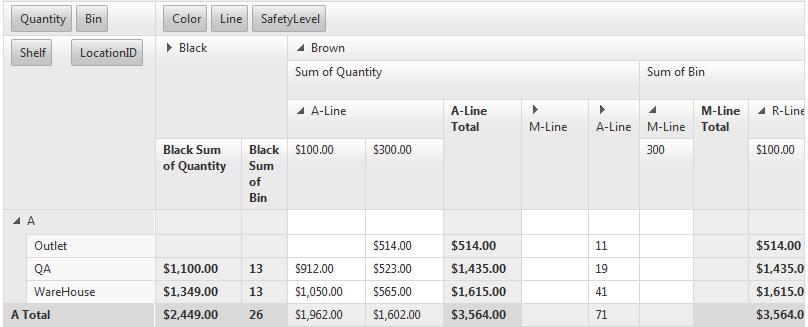 Quantity Bin Color Line SafetyLevel
Shelf LocationID Black Brown
Sum of Quantity Sum of Bin
A-Line A-Line Total M-Line A-Line M-Line M-Line Total R-Line
Black Sum of Quantity Black Sum of Bin $100.00 $300.00 300 $100.00
A
Outlet $514.00 $514.00 11 $514.00
QA $1,100.00 13 $912.00 $523.00 $1,435.00 19 $1,435.0
WareHouse $1,349.00 13 $1,050.00 $565.00 $1,615.00 41 $1,615.0
A Total $2,449.00 26 $1,962.00 $1,602.00 $3,564.00 71 $3,564.0